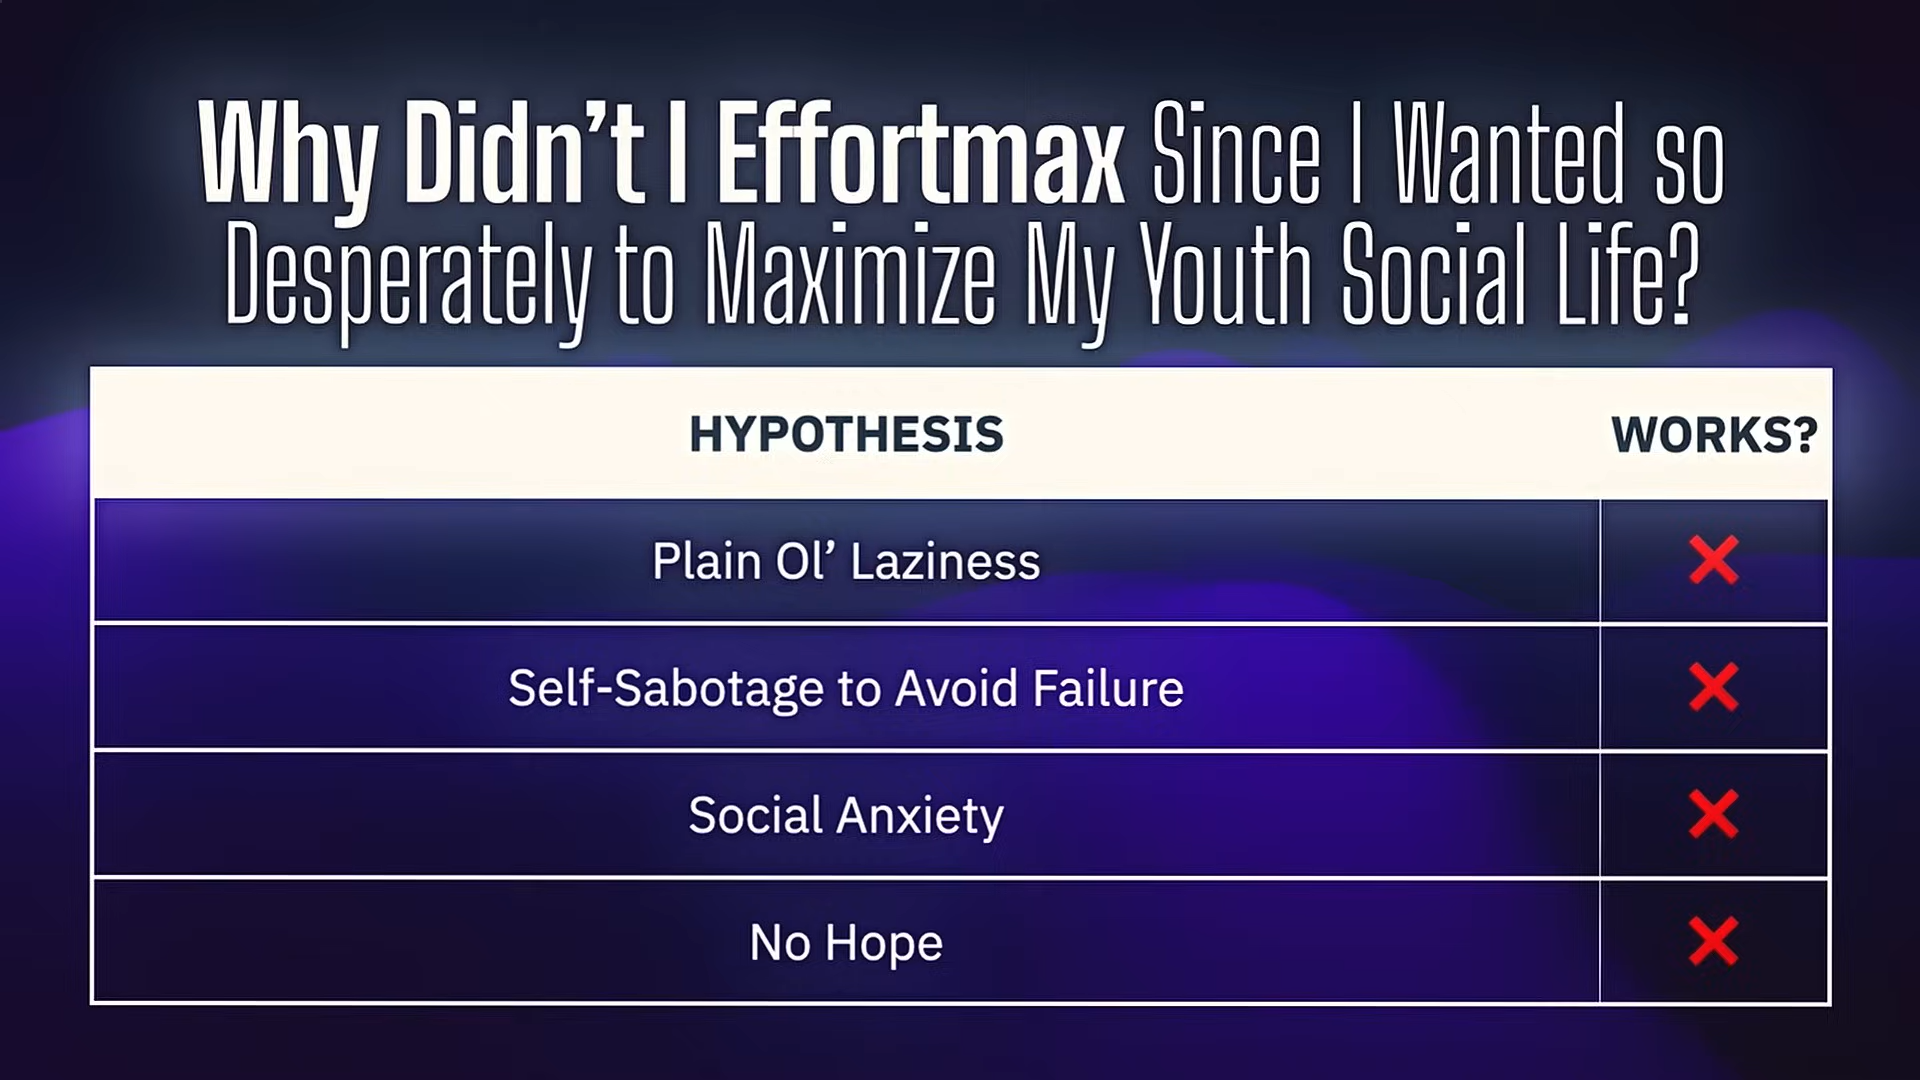 Why Didn’t I Effortmax Since I Wanted so
Desperately to Maximize My Youth Social Life?
HYPOTHESIS WORKS?
Plain Ol’ Laziness ❌
Self-Sabotage to Avoid Failure ❌
Social Anxiety ❌
No Hope ❌